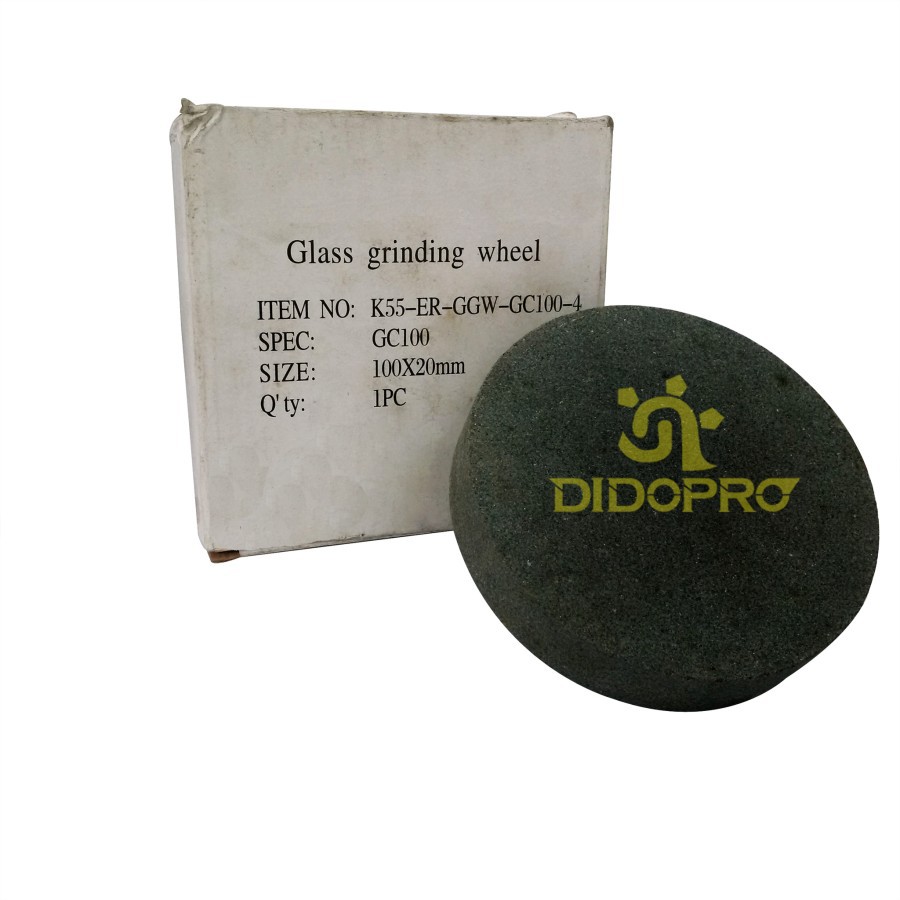 Glass grinding wheel
ITEM NO: K55-ER-GGW-GC100-4
SPEC: GC100
SIZE: 100X20mm
Q'ty: 1PC
DIDOPRO